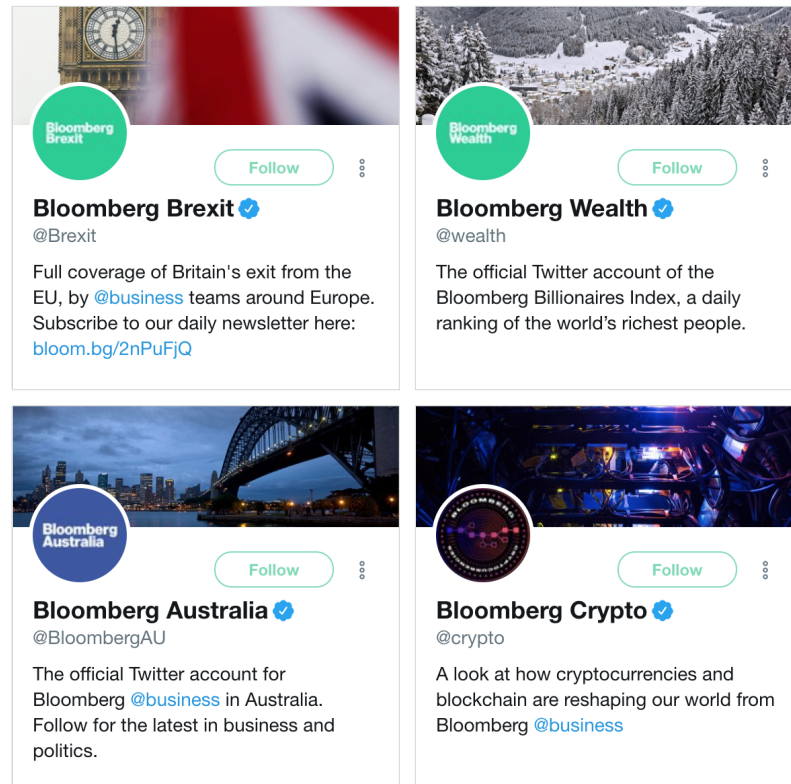 Bloomberg
Brexit
Follow
Bloomberg Brexit
@Brexit
Full coverage of Britain's exit from the
EU, by @business teams around Europe.
Subscribe to our daily newsletter here:
bloom.bg/2nPuFjQ
Bloomberg
Wealth
Follow
Bloomberg Wealth
@wealth
The official Twitter account of the
Bloomberg Billionaires Index, a daily
ranking of the world’s richest people.
Bloomberg
Australia
Follow
Bloomberg Australia
@BloombergAU
The official Twitter account for
Bloomberg @business in Australia.
Follow for the latest in business and
politics.
BLOOMBERG
Follow
Bloomberg Crypto
@crypto
A look at how cryptocurrencies and
blockchain are reshaping our world from
Bloomberg @business